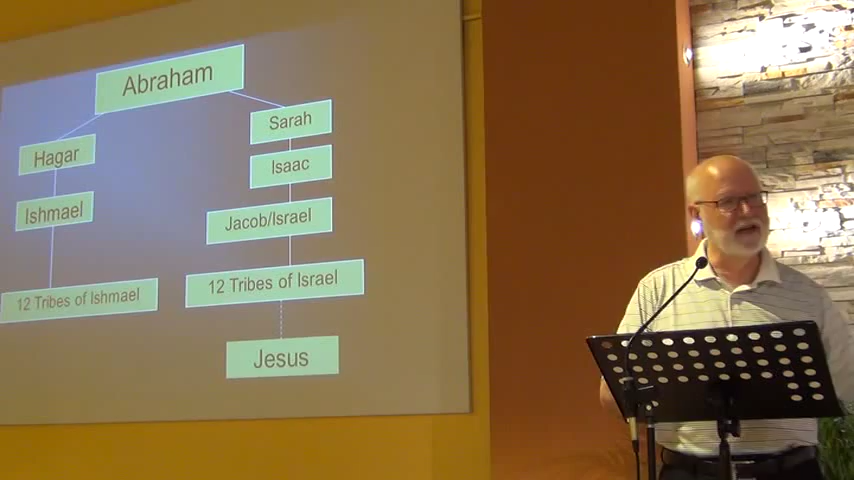 Abraham
Hagar
Ishmael
12 Tribes of Ishmael
Sarah
Isaac
Jacob/Israel
12 Tribes of Israel
Jesus